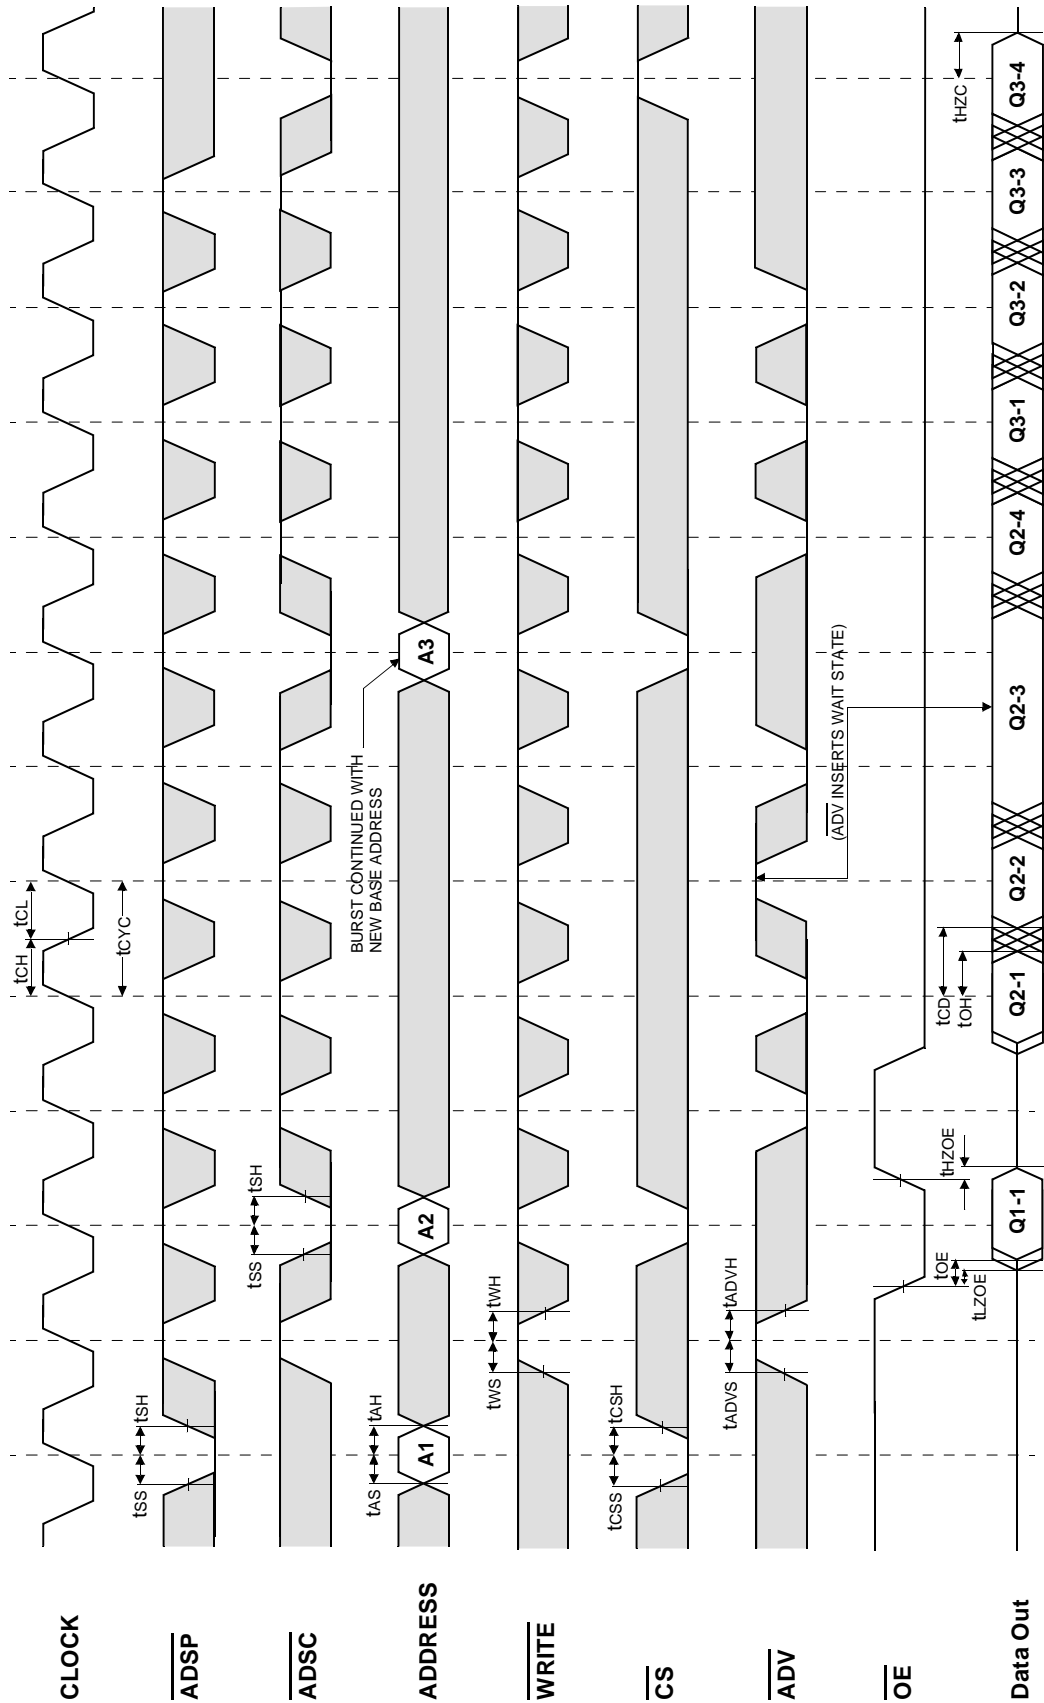 CLOCK
tCH
tCL
tCYC
ADSP
tSS
tSH
ADSC
tSS
tSH
ADDRESS
tAS
tAH
A1
A2
A3
BURST CONTINUED WITH
NEW BASE ADDRESS
WRITE
tWS
tWH
CS
tCSS
tCSH
ADV
tADVS
tADVH
(ADV INSERTS WAIT STATE)
OE
Data Out
tOE
tLZOE
tHZOE
tCD
tOH
tHZC
Q1-1
Q2-1
Q2-2
Q2-3
Q2-4
Q3-1
Q3-2
Q3-3
Q3-4